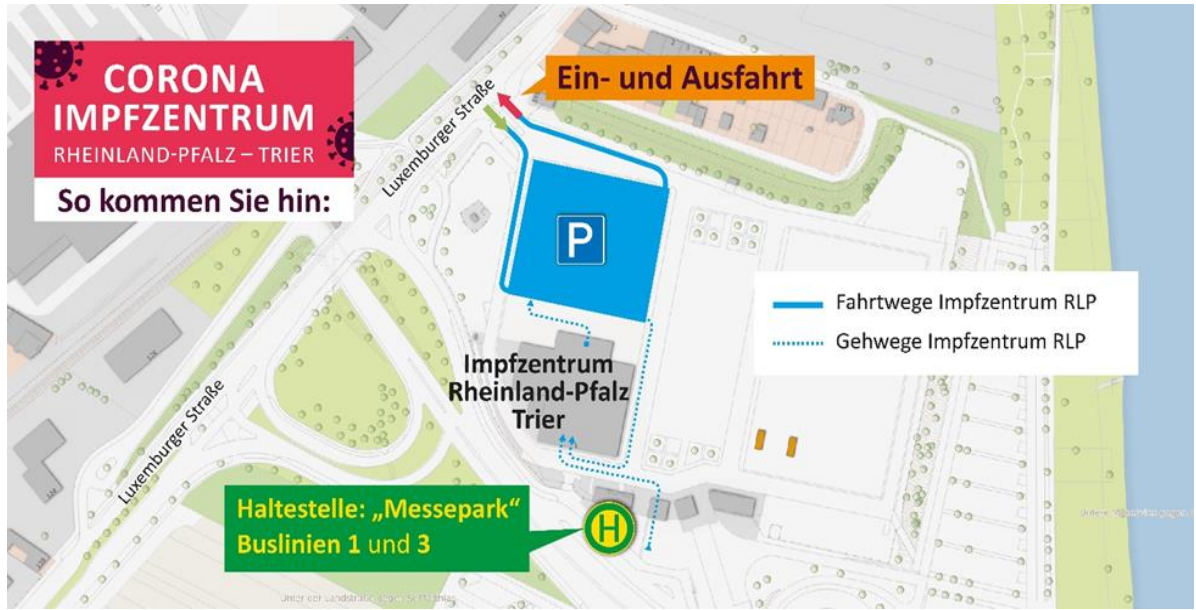 CORONA
IMPFZENTRUM
RHEINLAND-PFALZ – TRIER
So kommen Sie hin:
Ein- und Ausfahrt
Luxemburger Straße
P
Fahrtwege Impfzentrum RLP
Gehwege Impfzentrum RLP
Impfzentrum
Rheinland-Pfalz
Trier
Luxemburger Straße
Haltestelle: „Messepark“
Buslinien 1 und 3
H